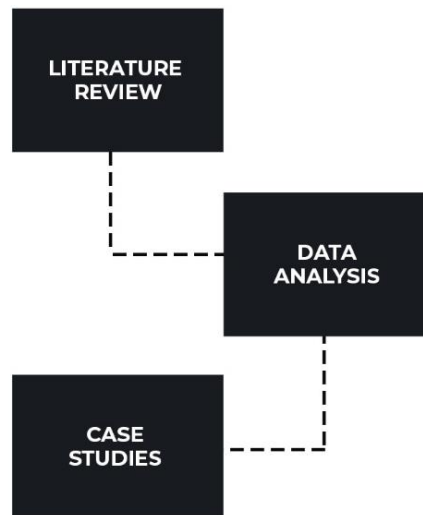 LITERATURE
REVIEW
DATA
ANALYSIS
CASE
STUDIES